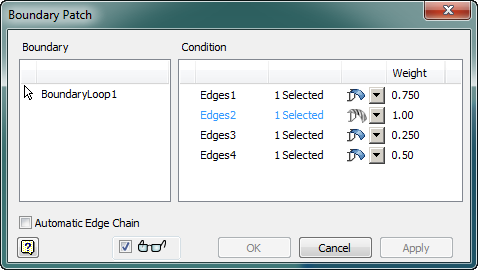 Boundary Patch
Boundary
Condition
Weight
BoundaryLoop1
Edges1 1 Selected 0.750
Edges2 1 Selected 1.00
Edges3 1 Selected 0.250
Edges4 1 Selected 0.50
Automatic Edge Chain
? OK Cancel Apply